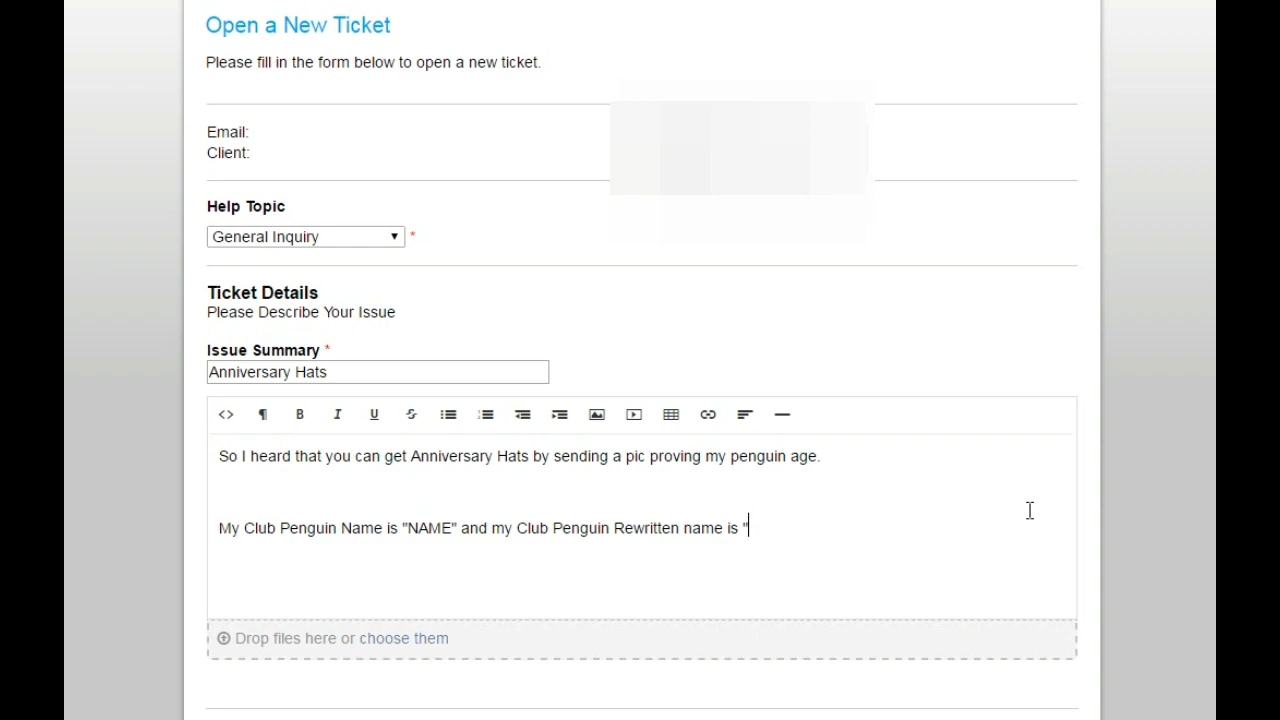 Open a New Ticket
Please fill in the form below to open a new ticket.
Email:
Client:
Help Topic
General Inquiry ▼ *
Ticket Details
Please Describe Your Issue
Issue Summary *
Anniversary Hats
<> ¶ B I U S
So I heard that you can get Anniversary Hats by sending a pic proving my penguin age.
My Club Penguin Name is "NAME" and my Club Penguin Rewritten name is "
Drop files here or choose them